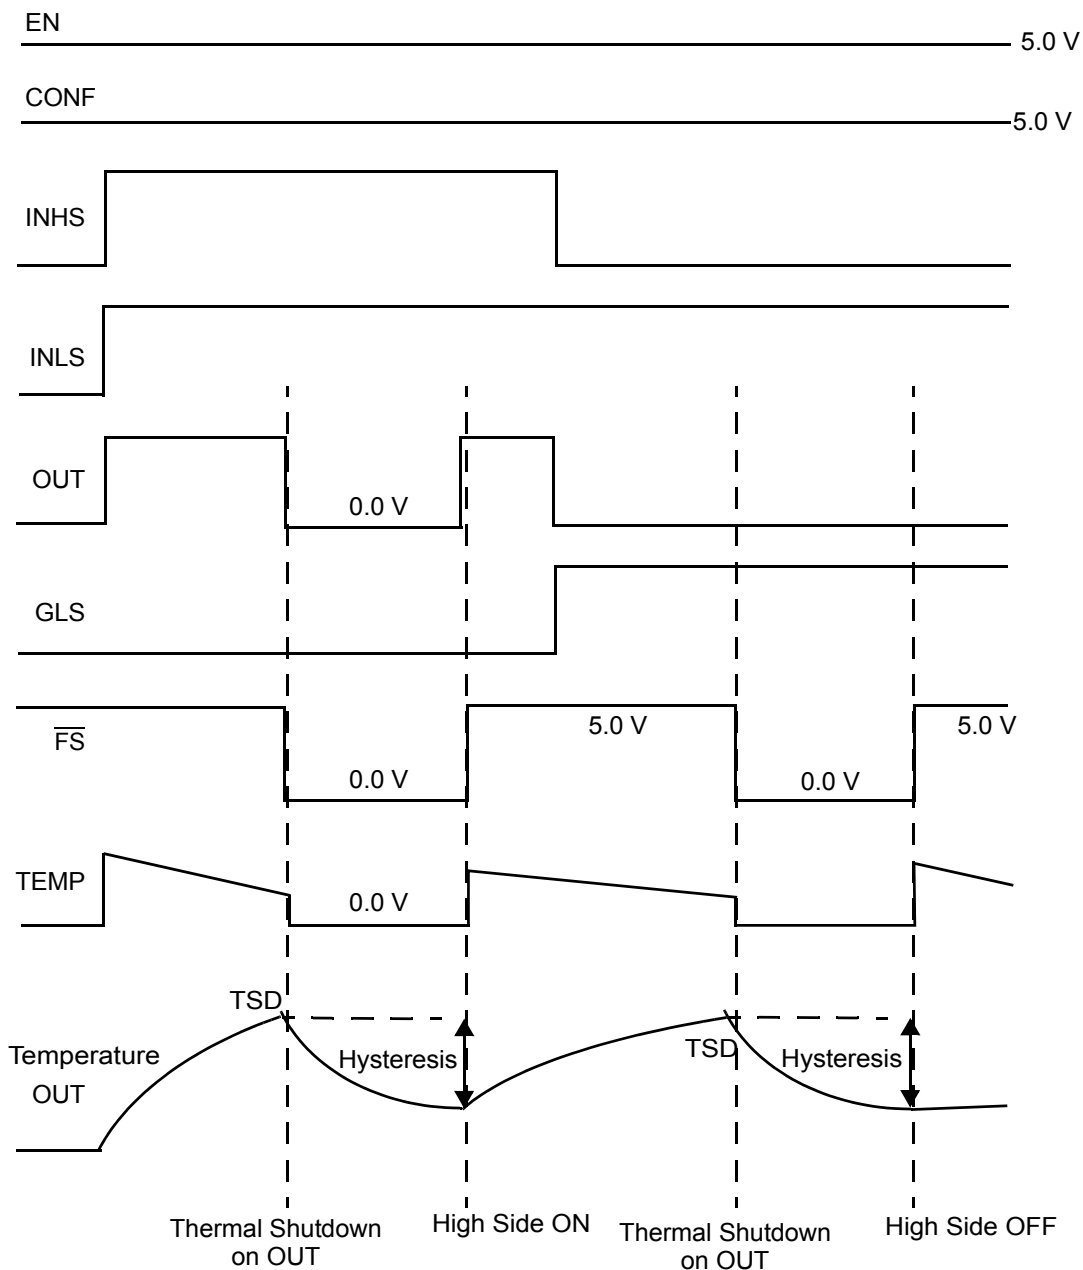 EN
5.0 V
CONF
5.0 V
INHS
INLS
OUT
0.0 V
GLS
FS
5.0 V
5.0 V
0.0 V
0.0 V
TEMP
0.0 V
TSD
TSD
Temperature
OUT
Hysteresis
Hysteresis
Thermal Shutdown
on OUT
High Side ON
Thermal Shutdown
on OUT
High Side OFF